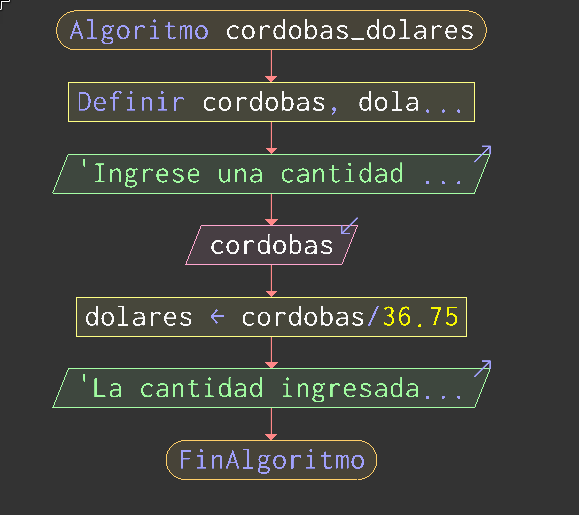 Algoritmo cordobas_dolares
Definir cordobas, dola...
'Ingrese una cantidad ...
cordobas
dolares ← cordobas/36.75
'La cantidad ingresada...
FinAlgoritmo